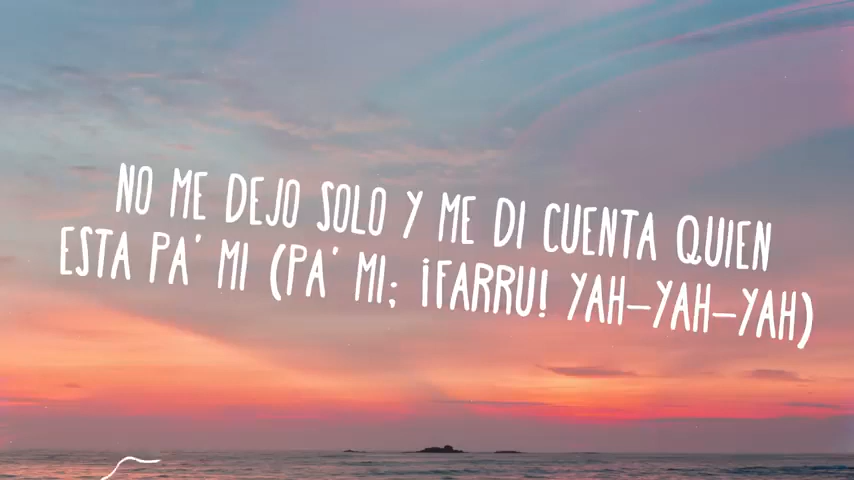 NO ME DEJO SOLO Y ME DI CUENTA QUIEN
ESTA PA' MI (PA' MI; ¡FARRU! YAH-YAH-YAH)